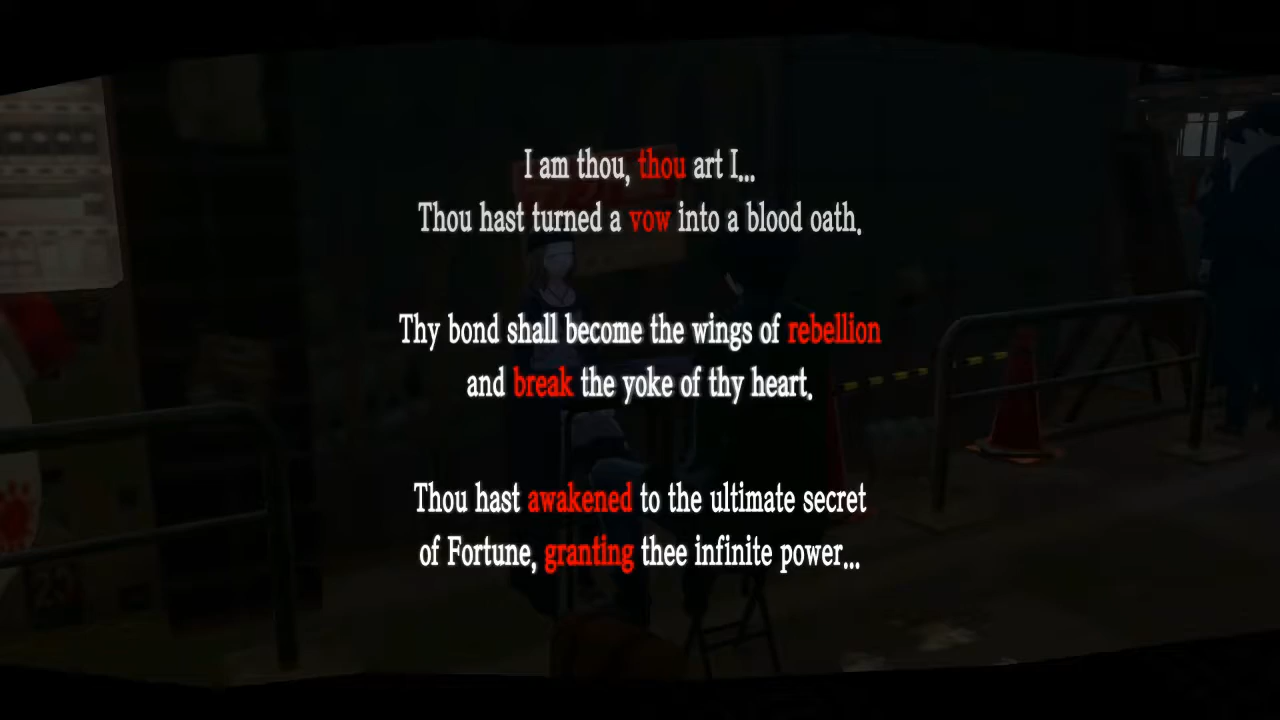 I am thou, thou art I...
Thou hast turned a vow into a blood oath.
Thy bond shall become the wings of rebellion
and break the yoke of thy heart.
Thou hast awakened to the ultimate secret
of Fortune, granting thee infinite power...